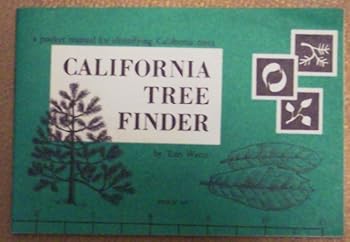 a pocket manual for identifying California trees
CALIFORNIA
TREE
FINDER
by Tom Watts